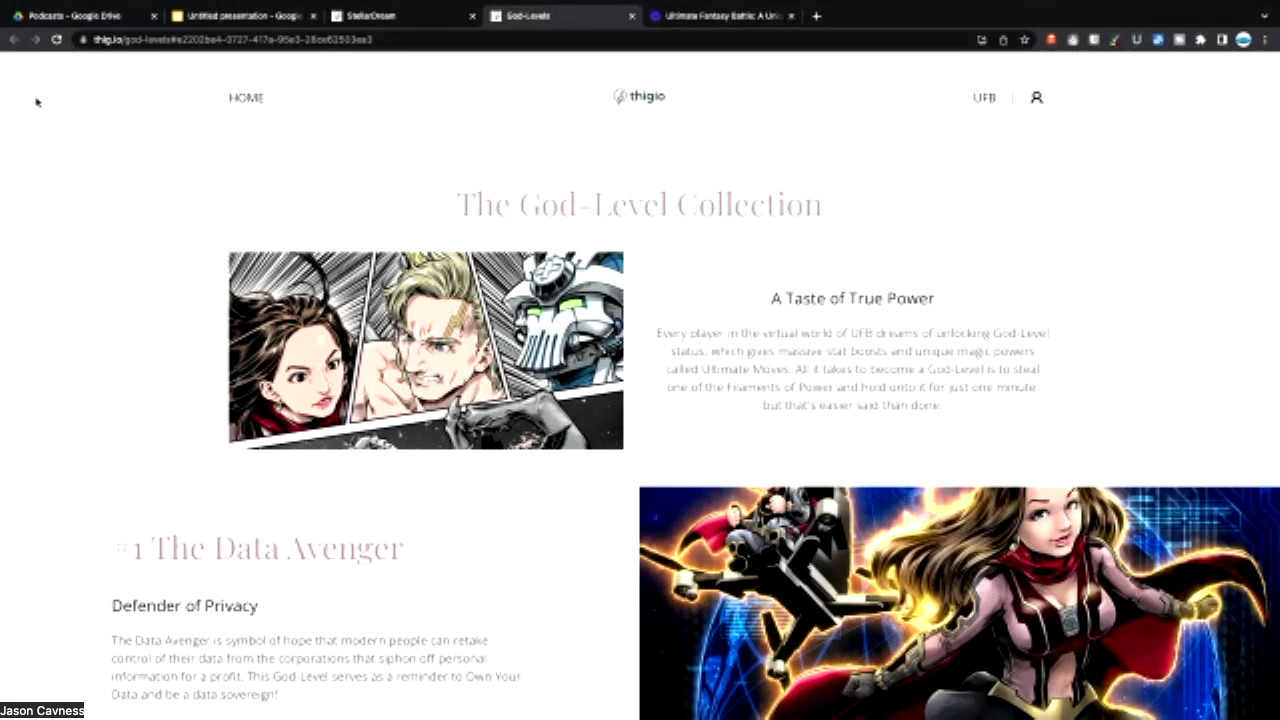 Podcasts - Google Drive
Untitled presentation - Google
StellarDream
God-Levels
Ultimate Fantasy Battle: A Uni
HOME
thigio
UFB
The God-Level Collection
A Taste of True Power
Every player in the virtual world of UFB dreams of unlocking God-Level
status, which gives massive stat boosts and unique magic powers
called Ultimate Moves. All it takes to become a God-Level is to steal
one of the Filaments of Power and hold onto it for just one minute
but that's easier said than done.
#1 The Data Avenger
Defender of Privacy
The Data Avenger is symbol of hope that modern people can retake
control of their data from the corporations that siphon off personal
information for a profit. This God Level serves as a reminder to Own Your
Data and be a data sovereign!
Jason Cavness